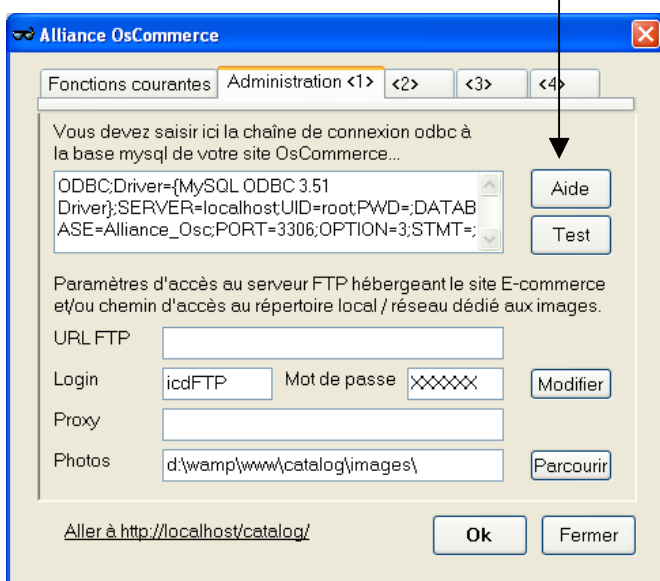 Alliance OsCommerce
Fonctions courantes Administration <1> <2> <3> <4>
Vous devez saisir ici la chaîne de connexion odbc à
la base mysql de votre site OsCommerce...
ODBC;Driver={MySQL ODBC 3.51
Driver};SERVER=localhost;UID=root;PWD=;DATAB
ASE=Alliance_Osc;PORT=3306;OPTION=3;STMT=;
Aide
Test
Paramètres d'accès au serveur FTP hébergeant le site E-commerce
et/ou chemin d'accès au répertoire local / réseau dédié aux images.
URL FTP
Login icdFTP Mot de passe XXXXXX Modifier
Proxy
Photos d:\wamp\www\catalog\images\ Parcourir
Aller à http://localhost/catalog/ Ok Fermer